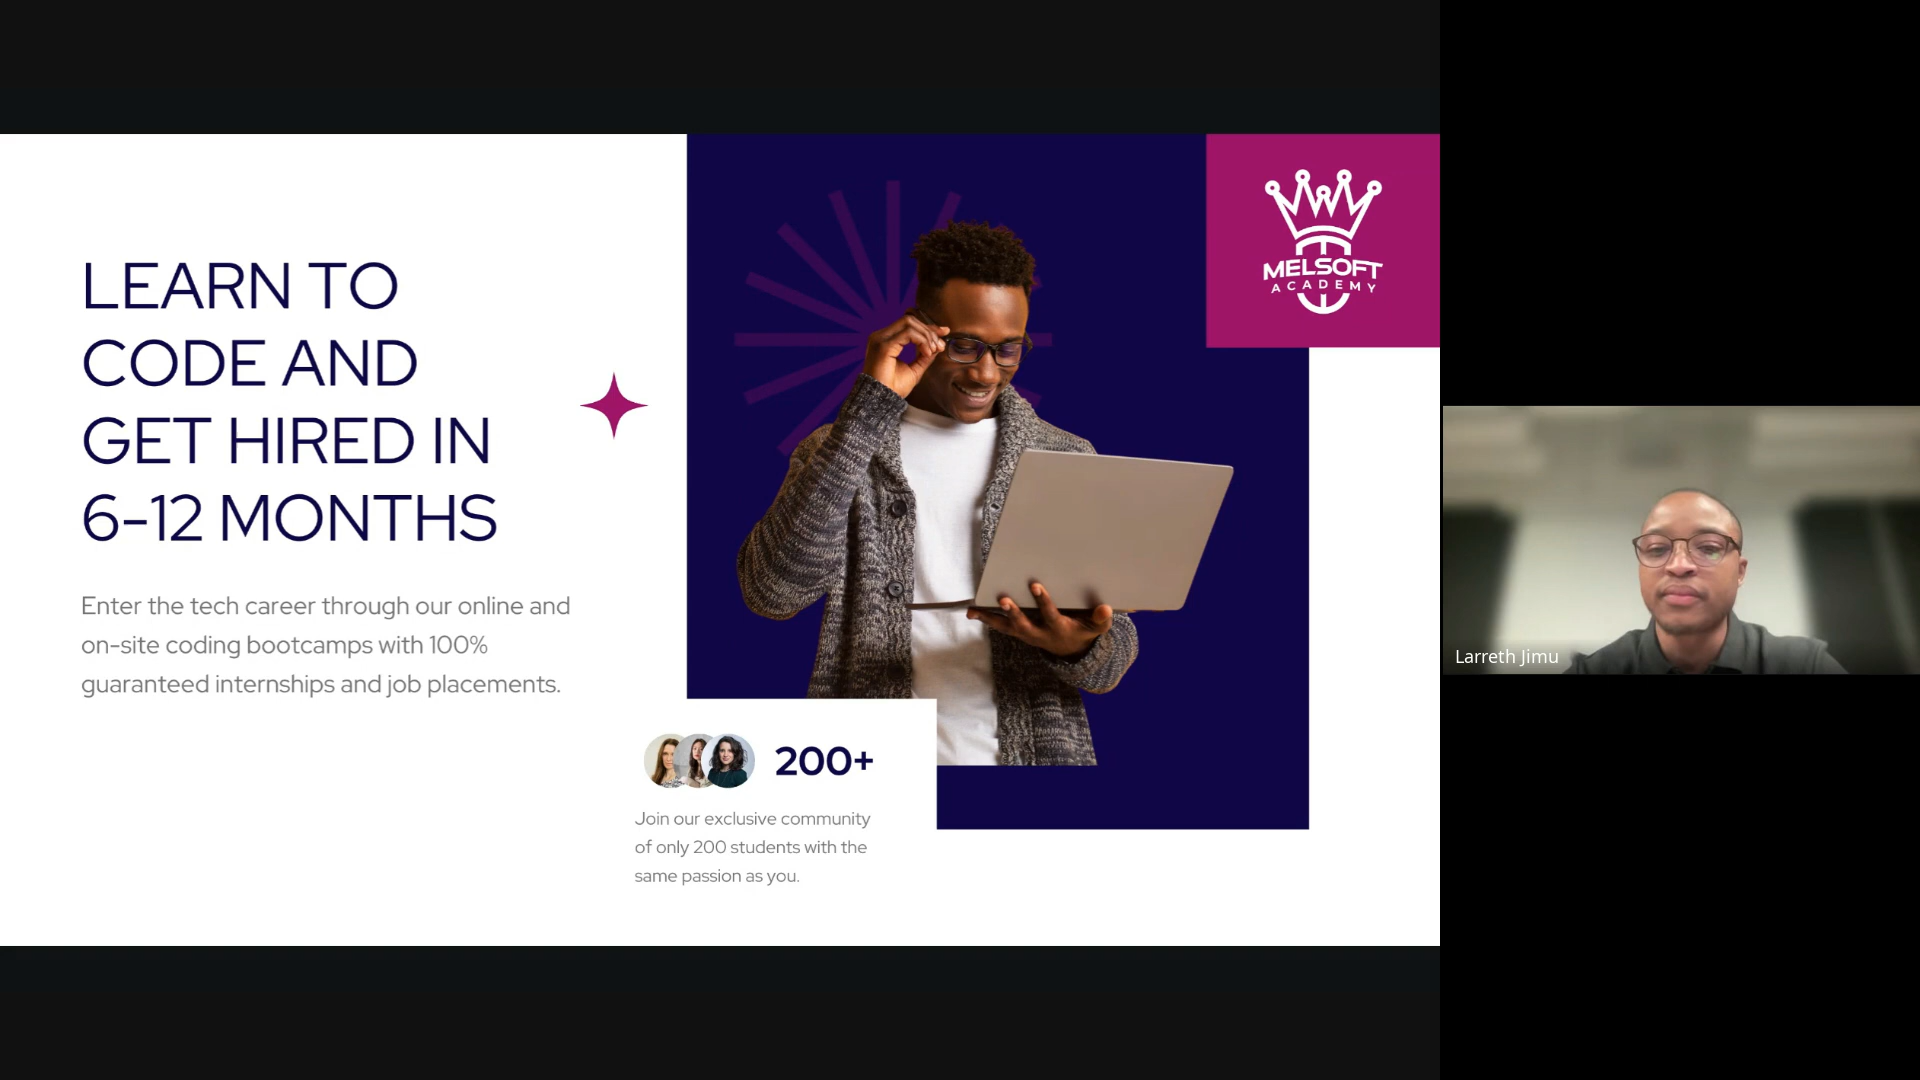 LEARN TO
CODE AND
GET HIRED IN
6-12 MONTHS
Enter the tech career through our online and
on-site coding bootcamps with 100%
guaranteed internships and job placements.
200+
Join our exclusive community
of only 200 students with the
same passion as you.
MELSOFT
ACADEMY
Larreth Jimu